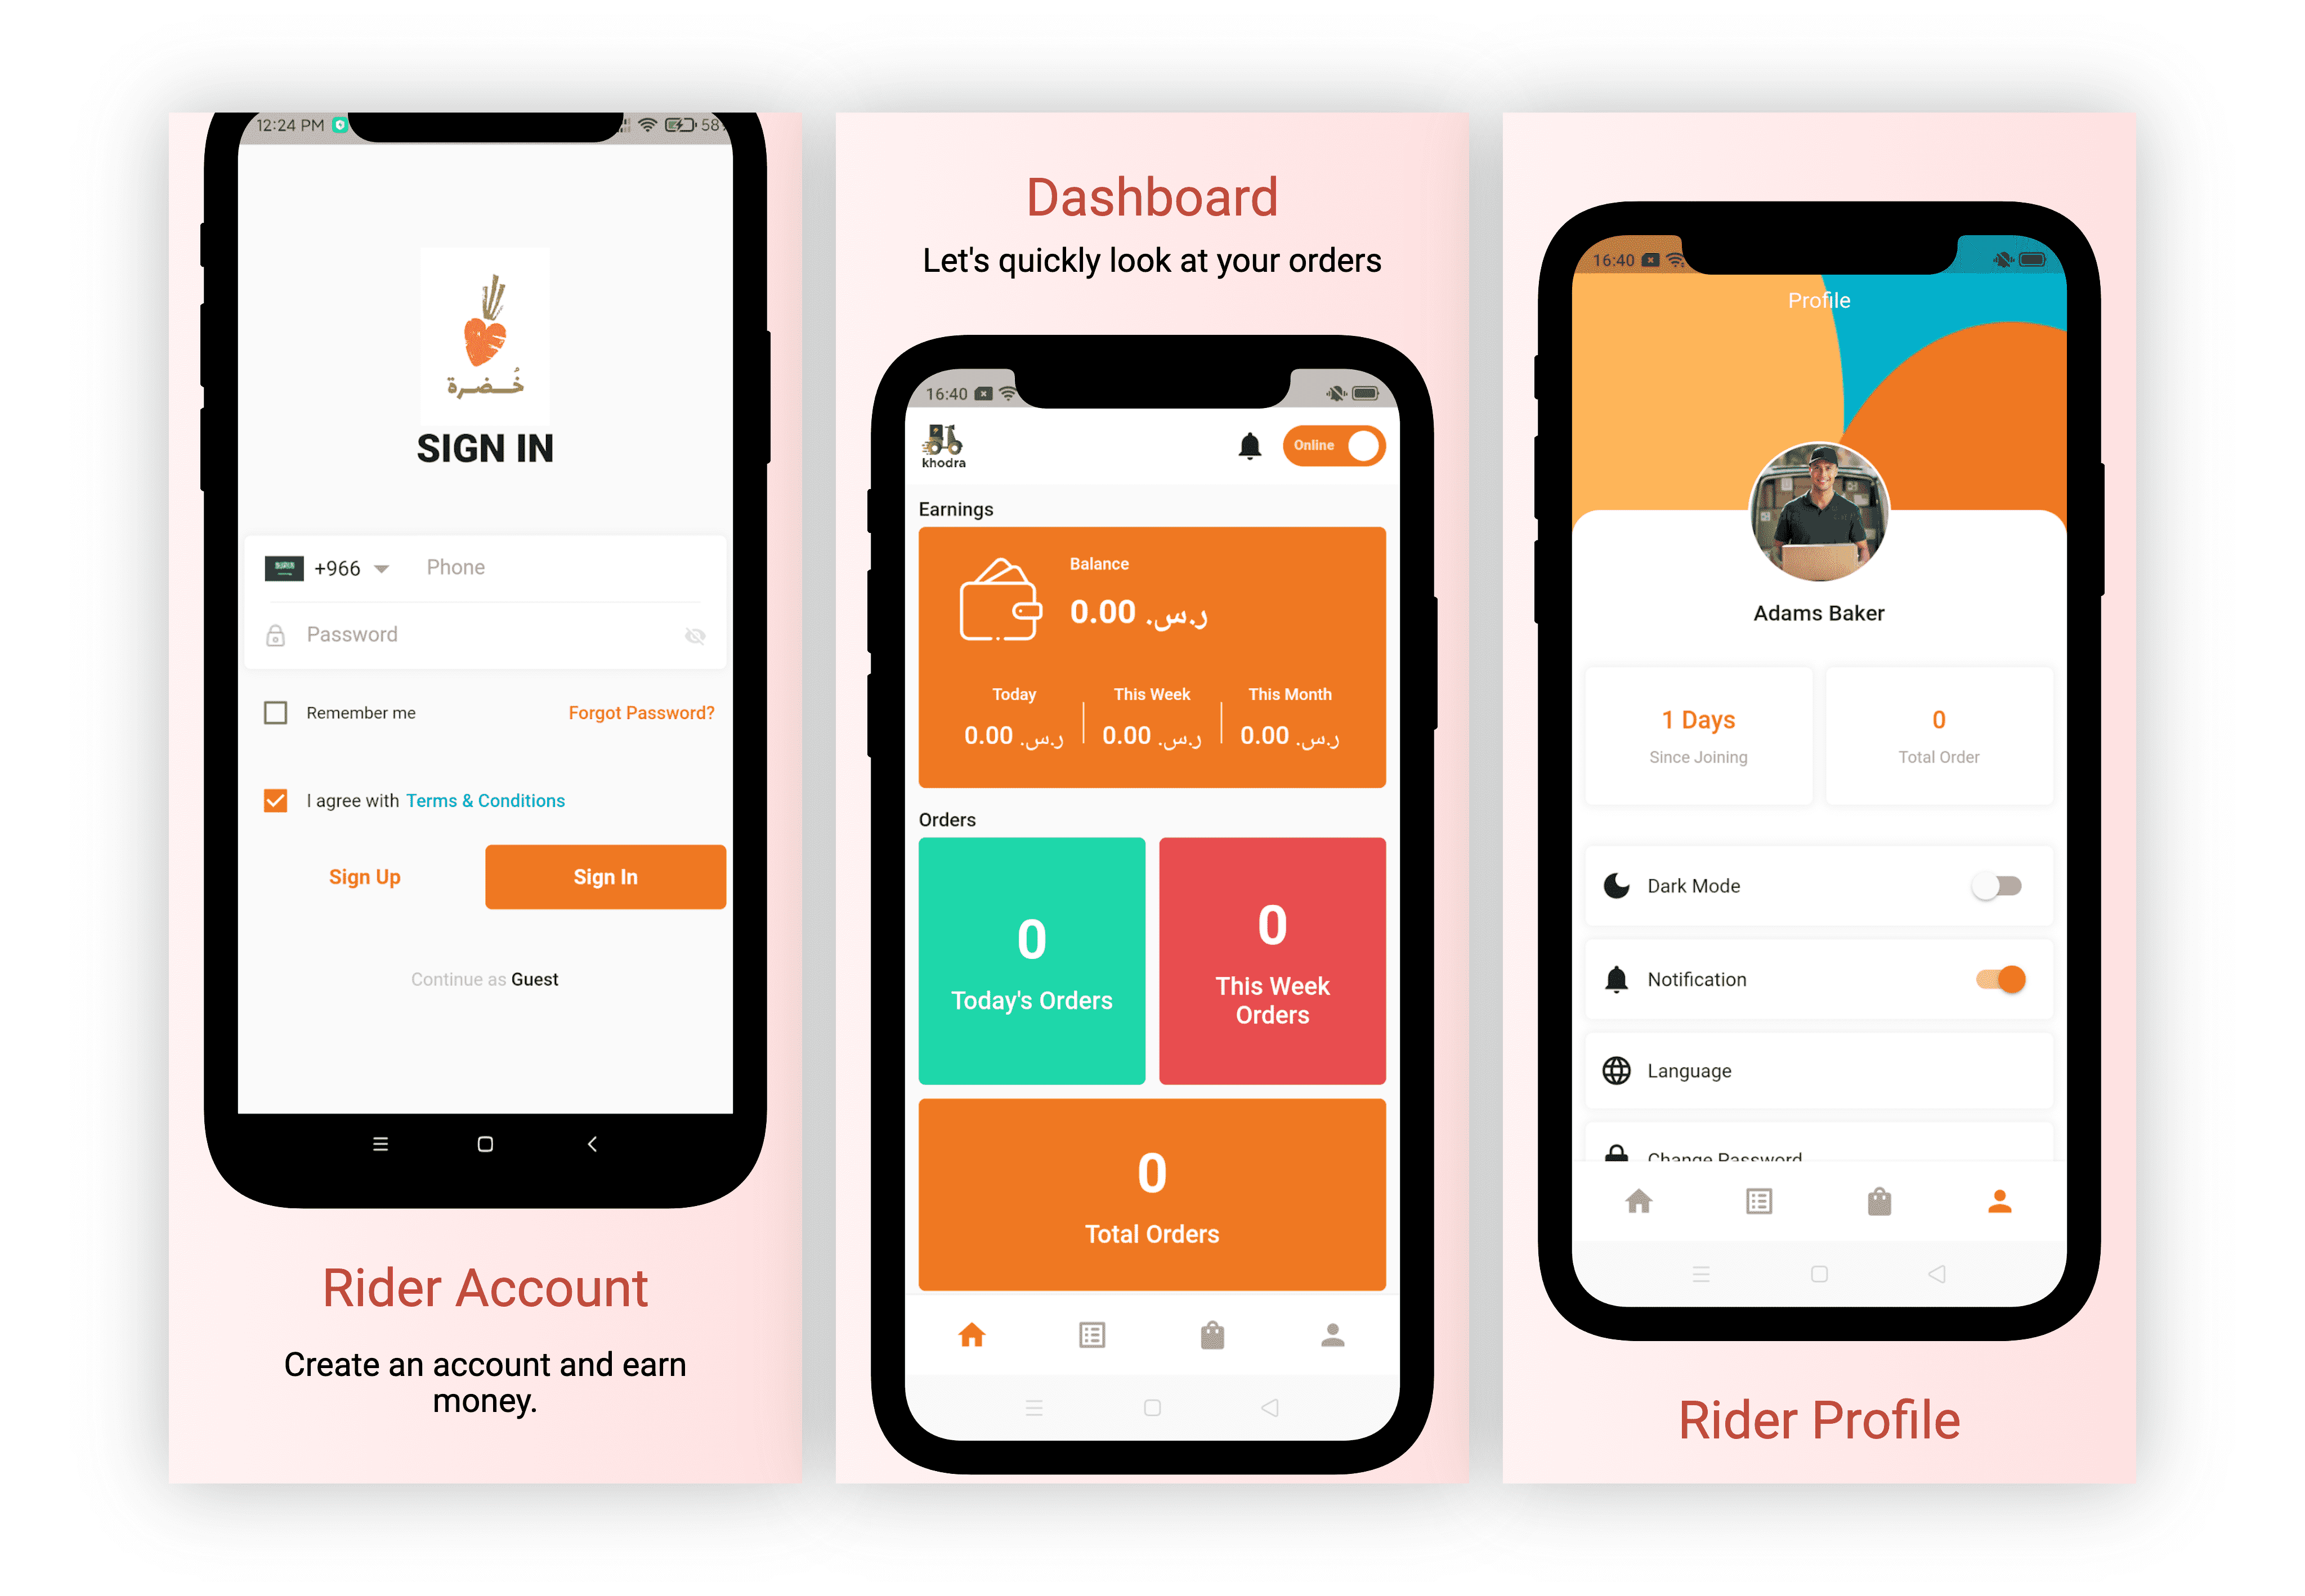 12:24 PM
58
خُضرة
SIGN IN
+966
Phone
Password
Remember me
Forgot Password?
I agree with Terms & Conditions
Sign Up
Sign In
Continue as Guest
Rider Account
Create an account and earn
money.
Dashboard
Let's quickly look at your orders
16:40
khodra
Online
Earnings
Balance
0.00 ر.س.
Today
This Week
This Month
0.00 ر.س.
0.00 ر.س.
0.00 ر.س.
Orders
0
Today's Orders
0
This Week
Orders
0
Total Orders
16:40
Profile
Adams Baker
1 Days
Since Joining
0
Total Order
Dark Mode
Notification
Language
Change Password
Rider Profile